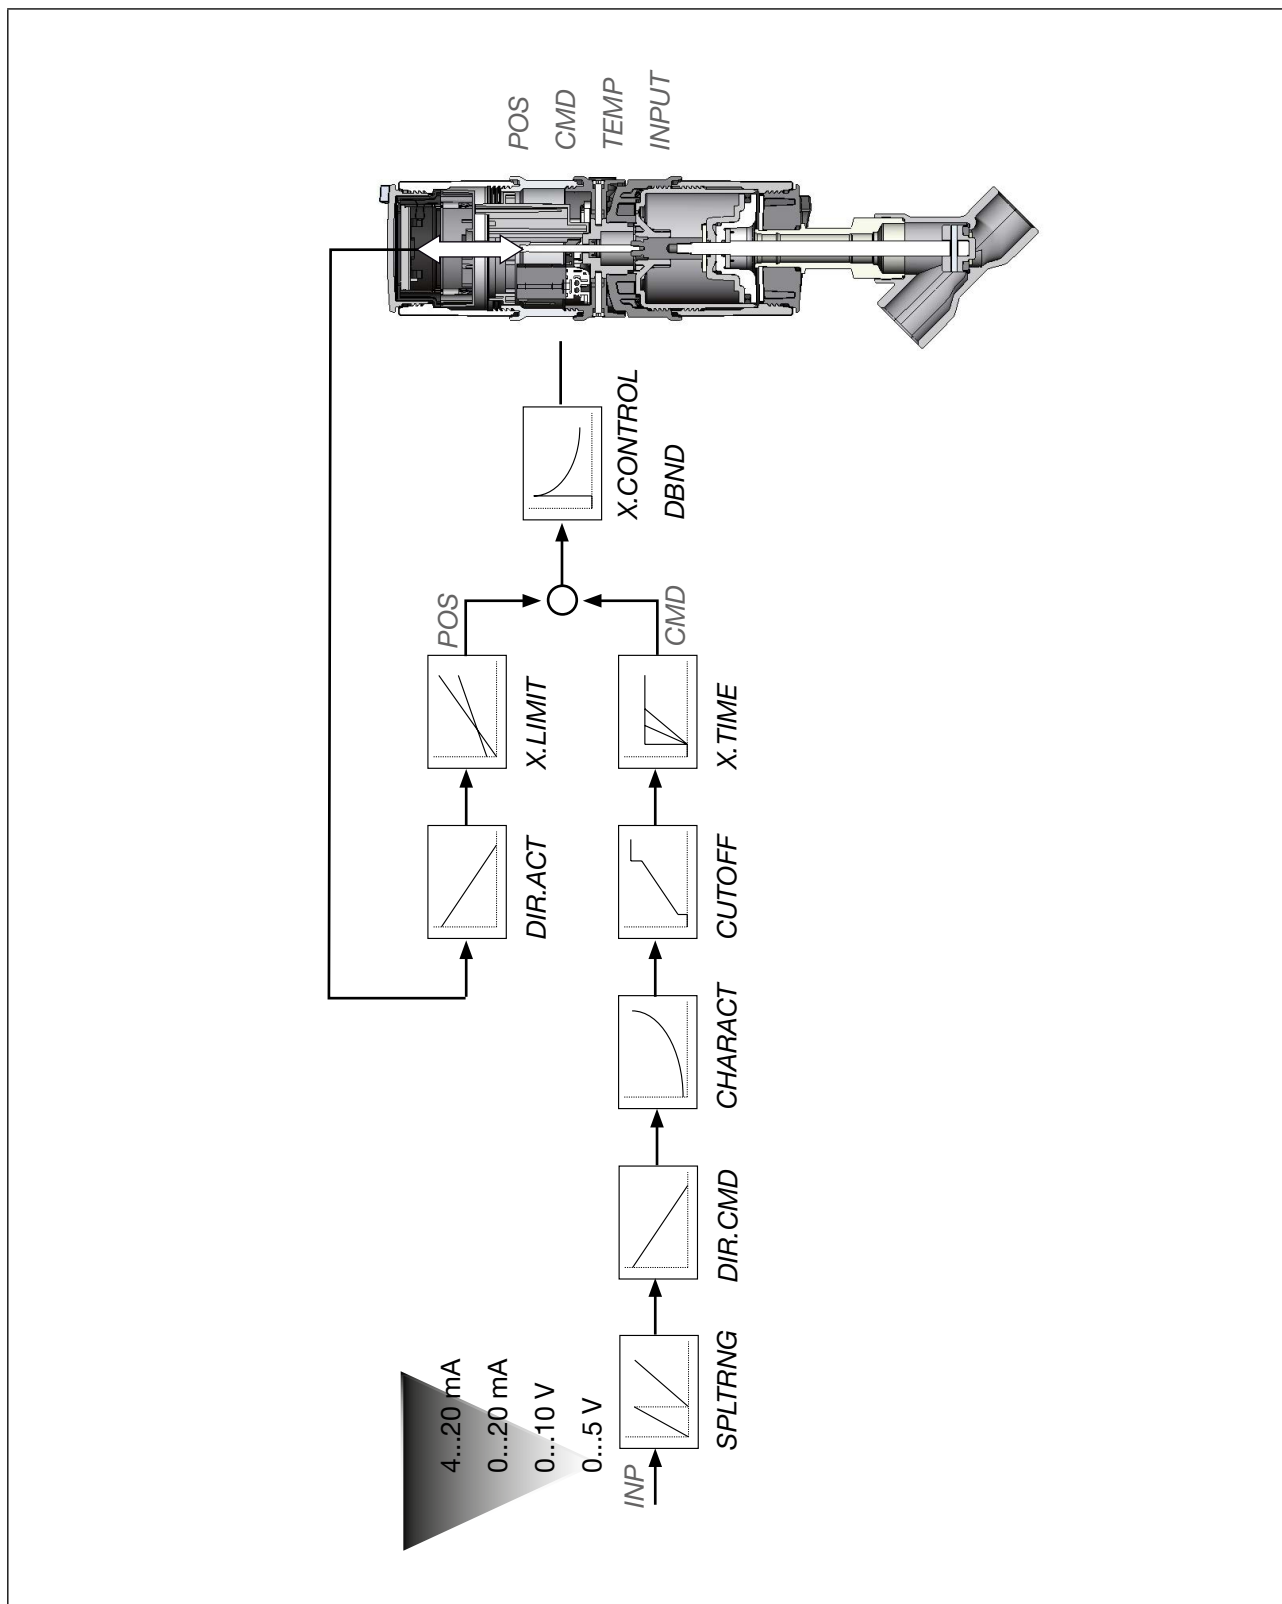 4...20 mA
0...20 mA
0...10 V
0...5 V
INP
SPLTRNG
DIR.CMD
CHARACT
CUTOFF
X.TIME
CMD
DIR.ACT
X.LIMIT
POS
X.CONTROL
DBND
POS
CMD
TEMP
INPUT